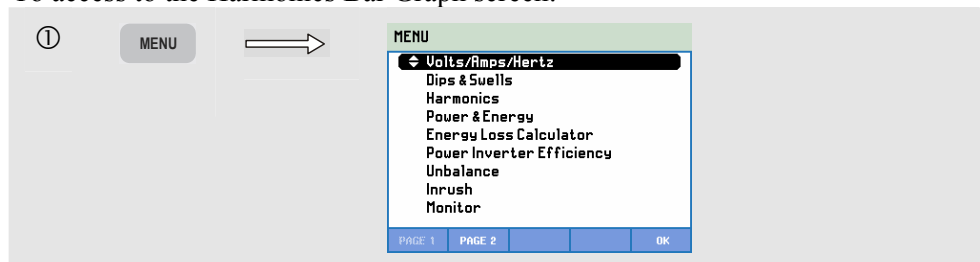 To access to the Harmonics Bar Graph screen:
① MENU
MENU
Volts/Amps/Hertz
Dips & Swells
Harmonics
Power & Energy
Energy Loss Calculator
Power Inverter Efficiency
Unbalance
Inrush
Monitor
PAGE 1 PAGE 2 OK